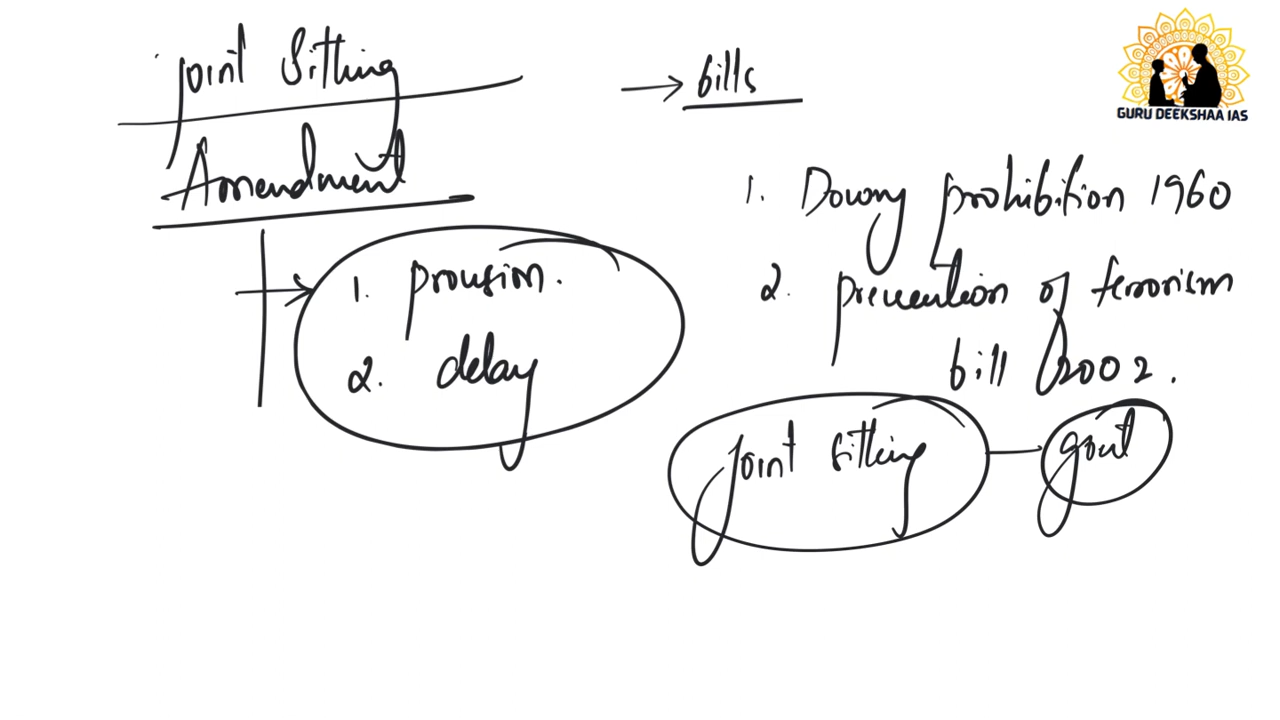 joint Sitting
Amendment
1. provision.
2. delay
→ bills
1. Dowry prohibition 1960
2. prevention of terrorism
bill 2002.
joint sitting — govt
GURU DEEKSHAA IAS